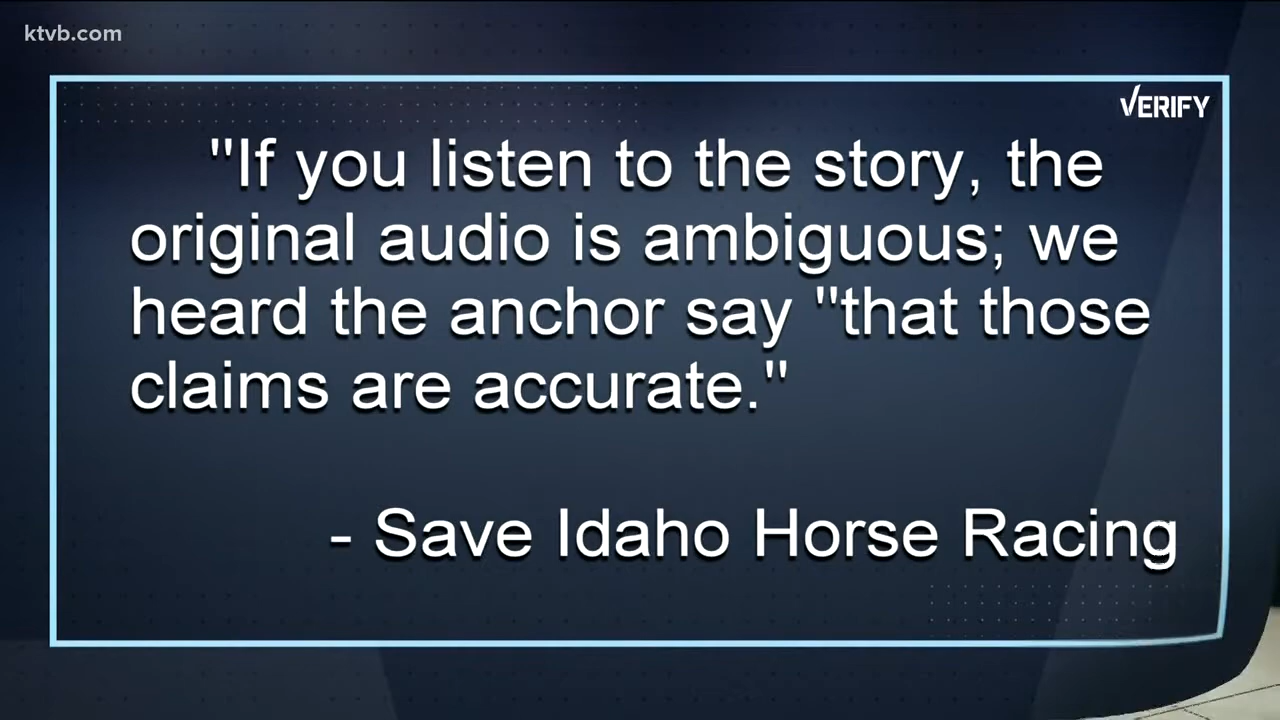 ktvb.com
VERIFY
"If you listen to the story, the
original audio is ambiguous; we
heard the anchor say "that those
claims are accurate."
- Save Idaho Horse Racing